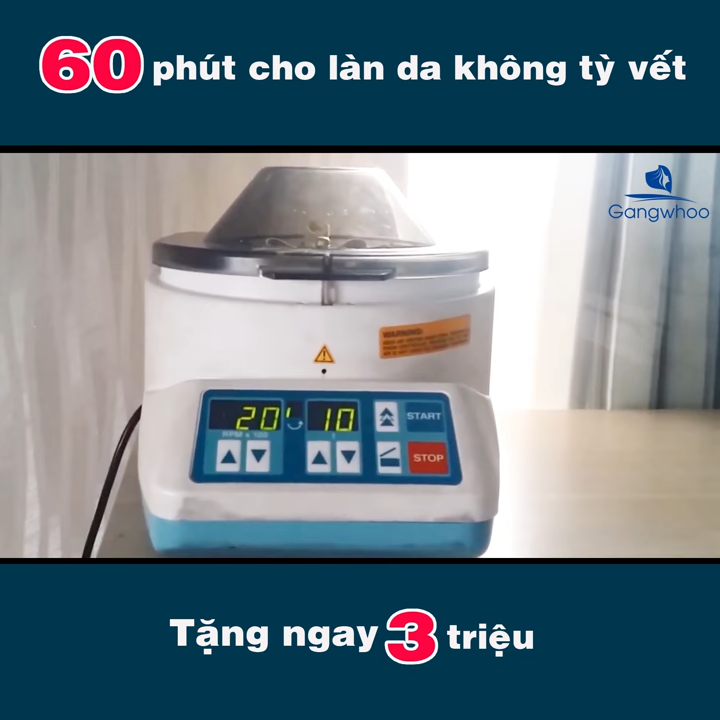 60 phút cho làn da không tỳ vết
Gangwhoo
WARNING:
20' 10
RPM x 100
START
STOP
Tặng ngay 3 triệu